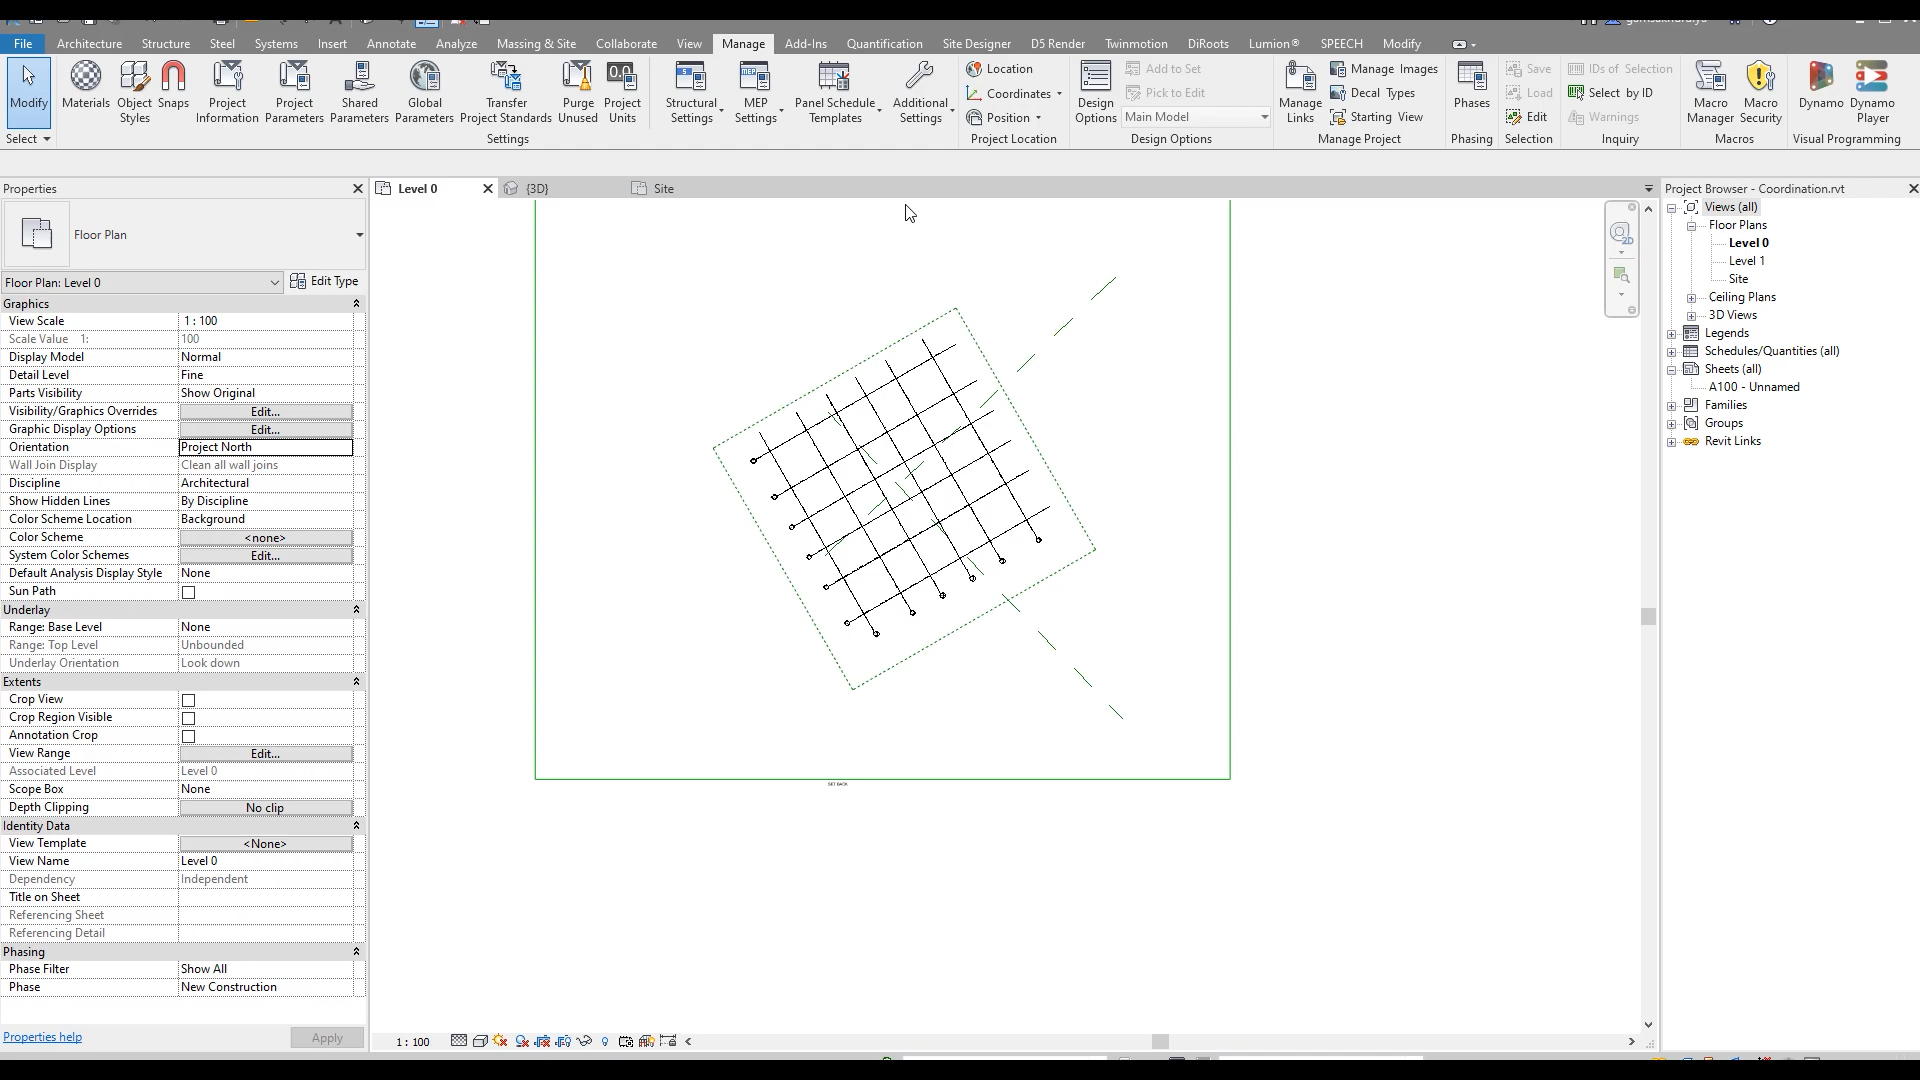 File Architecture Structure Steel Systems Insert Annotate Analyze Massing & Site Collaborate View Manage Add-Ins Quantification Site Designer D5 Render Twinmotion DiRoots Lumion® SPEECH Modify
Modify
Select
Materials
Object Styles
Snaps
Project Information
Project Parameters
Shared Parameters
Global Parameters
Transfer Project Standards
Purge Unused
Project Units
Settings
Structural Settings
MEP Settings
Panel Schedule Templates
Additional Settings
Location
Coordinates
Position
Project Location
Design Options
Add to Set
Pick to Edit
Main Model
Design Options
Manage Links
Manage Images
Decal Types
Starting View
Manage Project
Phases
Phasing
Save
Load
Edit
Selection
IDs of Selection
Select by ID
Warnings
Inquiry
Macro Manager
Macro Security
Macros
Dynamo
Dynamo Player
Visual Programming
Properties
Floor Plan
Floor Plan: Level 0
Edit Type
Graphics
View Scale 1 : 100
Scale Value 1: 100
Display Model Normal
Detail Level Fine
Parts Visibility Show Original
Visibility/Graphics Overrides Edit...
Graphic Display Options Edit...
Orientation Project North
Wall Join Display Clean all wall joins
Discipline Architectural
Show Hidden Lines By Discipline
Color Scheme Location Background
Color Scheme <none>
System Color Schemes Edit...
Default Analysis Display Style None
Sun Path
Underlay
Range: Base Level None
Range: Top Level Unbounded
Underlay Orientation Look down
Extents
Crop View
Crop Region Visible
Annotation Crop
View Range Edit...
Associated Level Level 0
Scope Box None
Depth Clipping No clip
Identity Data
View Template <None>
View Name Level 0
Dependency Independent
Title on Sheet
Referencing Sheet
Referencing Detail
Phasing
Phase Filter Show All
Phase New Construction
Properties help
Apply
Level 0
{3D}
Site
2D
SET BACK
1 : 100
Project Browser - Coordination.rvt
Views (all)
Floor Plans
Level 0
Level 1
Site
Ceiling Plans
3D Views
Legends
Schedules/Quantities (all)
Sheets (all)
A100 - Unnamed
Families
Groups
Revit Links